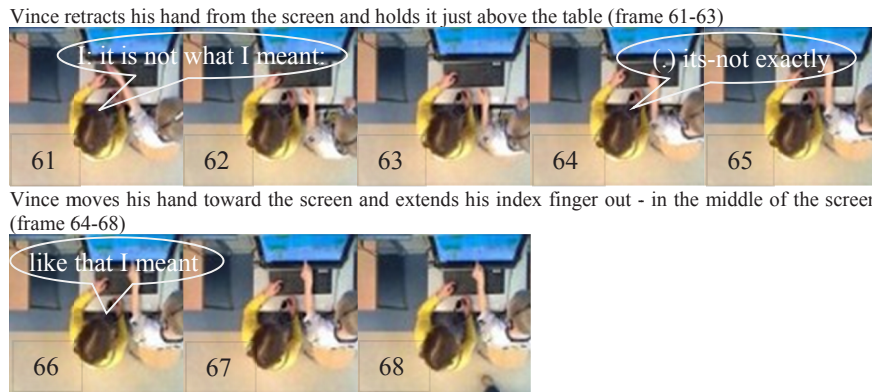 Vince retracts his hand from the screen and holds it just above the table (frame 61-63)
I: it is not what I meant:
(.) its-not exactly
61 62 63 64 65
Vince moves his hand toward the screen and extends his index finger out - in the middle of the screen
(frame 64-68)
like that I meant
66 67 68